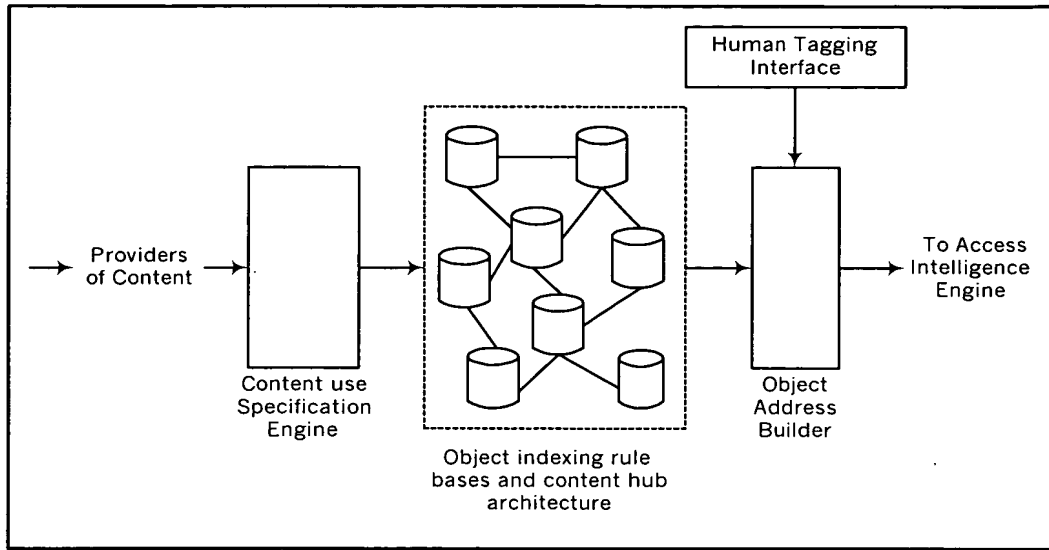 Human Tagging
Interface
Providers
of Content
To Access
Intelligence
Engine
Content use
Specification
Engine
Object
Address
Builder
Object indexing rule
bases and content hub
architecture